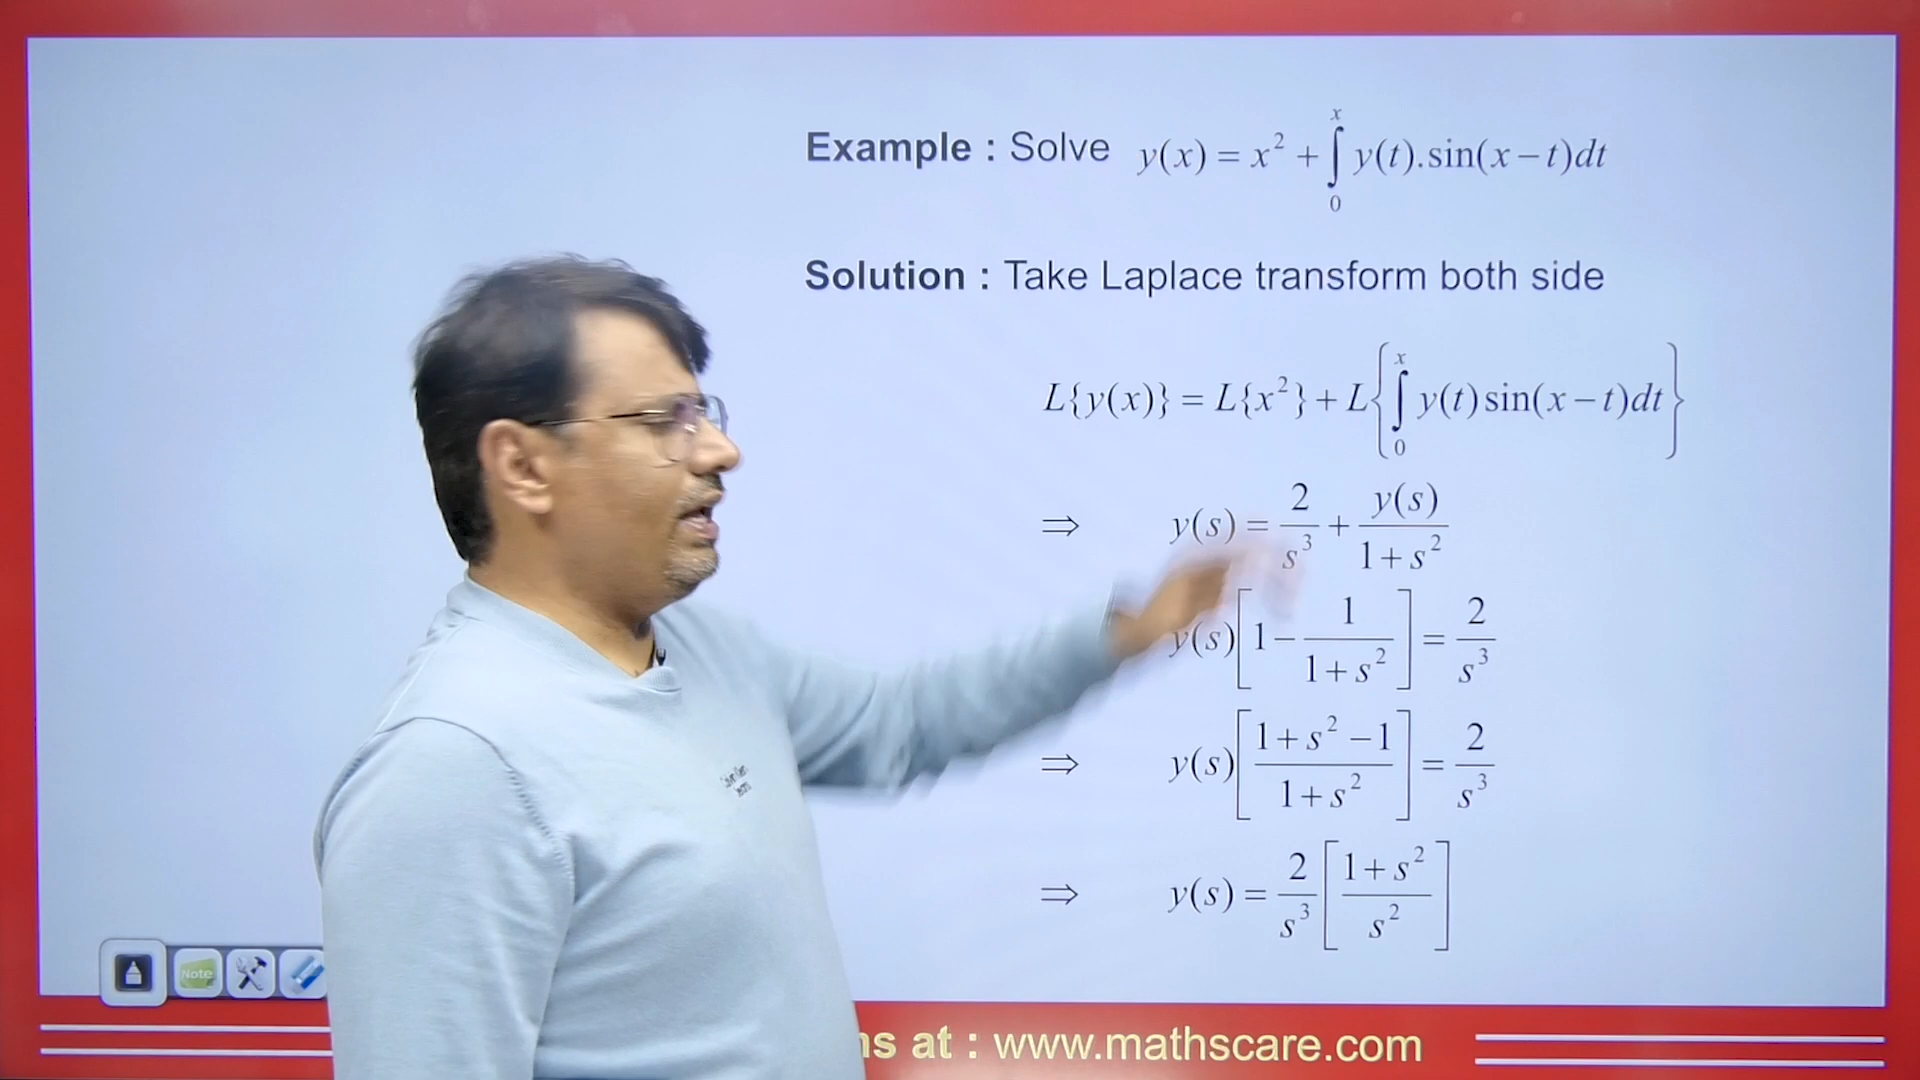 Example : Solve y(x) = x² + ∫₀ˣ y(t).sin(x – t)dt
Solution : Take Laplace transform both side
L{y(x)} = L{x²} + L{∫₀ˣ y(t) sin(x – t)dt}
⇒ y(s) = 2/s³ + y(s)/(1 + s²)
y(s)[1 – 1/(1 + s²)] = 2/s³
⇒ y(s)[(1 + s² – 1)/(1 + s²)] = 2/s³
⇒ y(s) = 2/s³[(1 + s²)/s²]
Note
at : www.mathscare.com